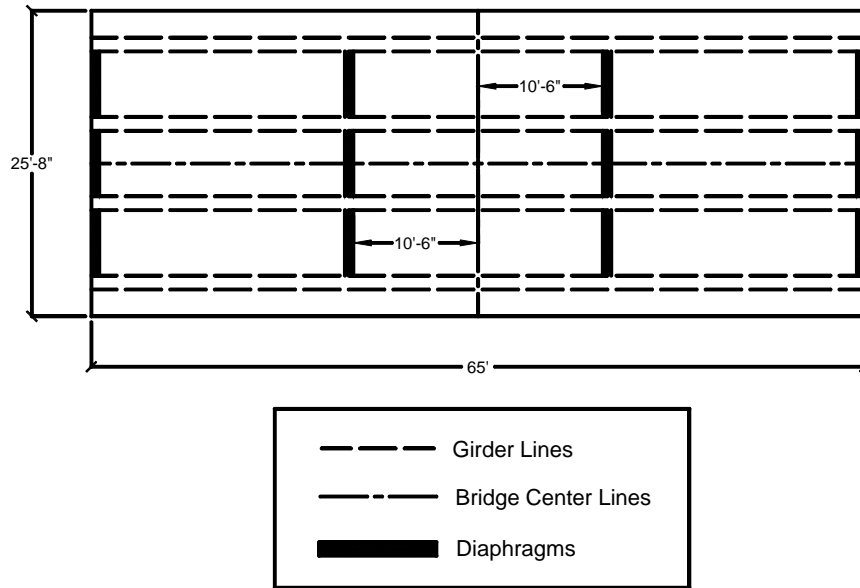 10'-6"
25'-8"
10'-6"
65'
Girder Lines
Bridge Center Lines
Diaphragms